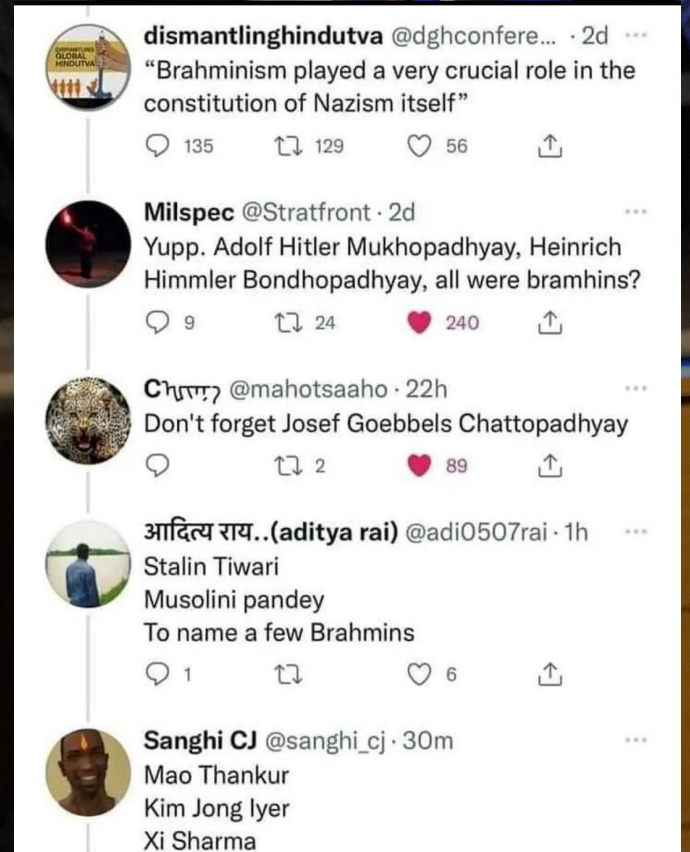 DISMANTLING
GLOBAL
HINDUTVA
dismantlinghindutva @dghconfere... · 2d
“Brahminism played a very crucial role in the
constitution of Nazism itself”
135 129 56
Milspec @Stratfront · 2d
Yupp. Adolf Hitler Mukhopadhyay, Heinrich
Himmler Bondhopadhyay, all were bramhins?
9 24 240
@mahotsaaho · 22h
Don't forget Josef Goebbels Chattopadhyay
2 89
आदित्य राय..(aditya rai) @adi0507rai · 1h
Stalin Tiwari
Musolini pandey
To name a few Brahmins
1 6
Sanghi CJ @sanghi_cj · 30m
Mao Thankur
Kim Jong Iyer
Xi Sharma